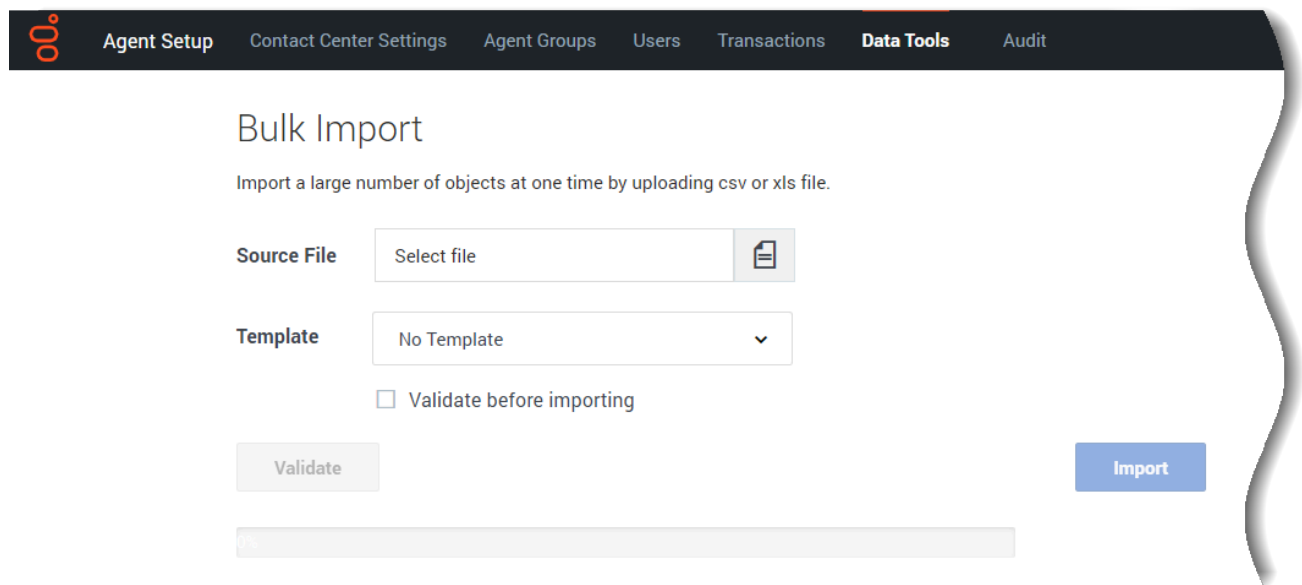 Agent Setup Contact Center Settings Agent Groups Users Transactions Data Tools Audit
Bulk Import
Import a large number of objects at one time by uploading csv or xls file.
Source File Select file
Template No Template
Validate before importing
Validate Import
0%